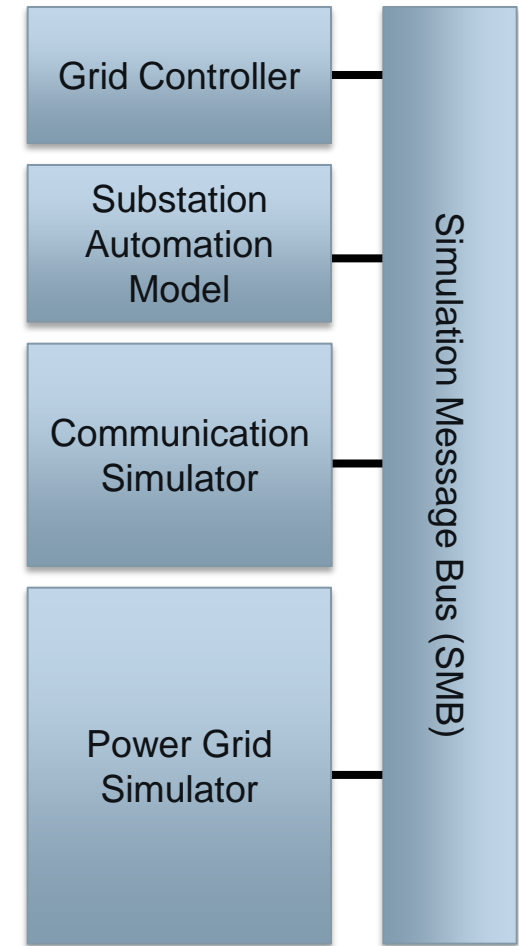 Grid Controller
Substation
Automation
Model
Communication
Simulator
Power Grid
Simulator
Simulation Message Bus (SMB)